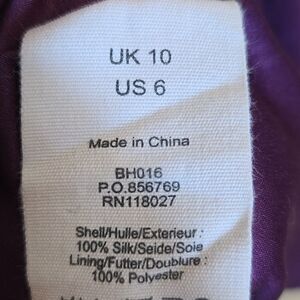 UK 10
US 6
Made in China
BH016
P.O.856769
RN118027
Shell/Hulle/Exterieur :
100% Silk/Seide/Soie
Lining/Futter/Doublure :
100% Polyester